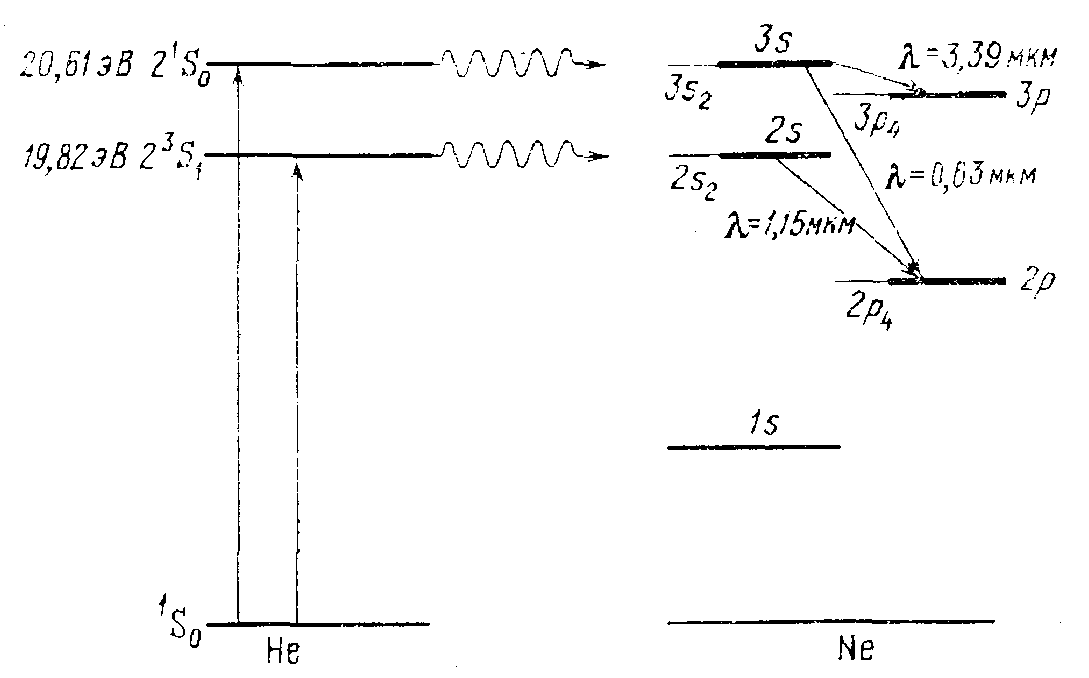 20,61 эВ 2¹S₀
3s
λ=3,39 мкм
3s₂
3p₄
3p
19,82 эВ 2³S₁
2s
2s₂
λ=0,63 мкм
λ=1,15 мкм
2p₄
2p
1s
¹S₀
He
Ne